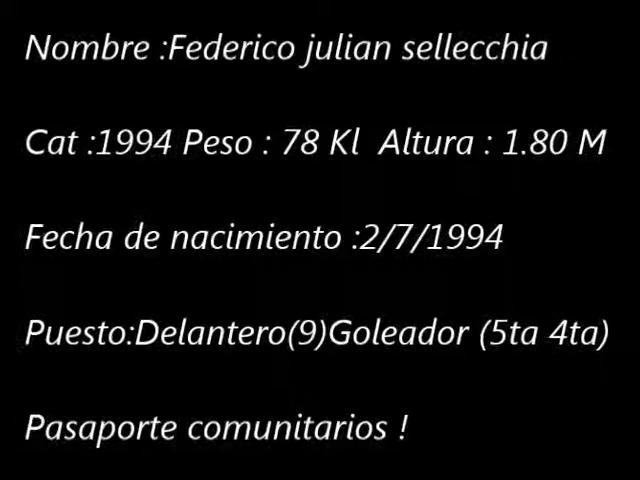 Nombre :Federico julian sellecchia
Cat :1994 Peso : 78 Kl  Altura : 1.80 M
Fecha de nacimiento :2/7/1994
Puesto:Delantero(9)Goleador (5ta 4ta)
Pasaporte comunitarios !